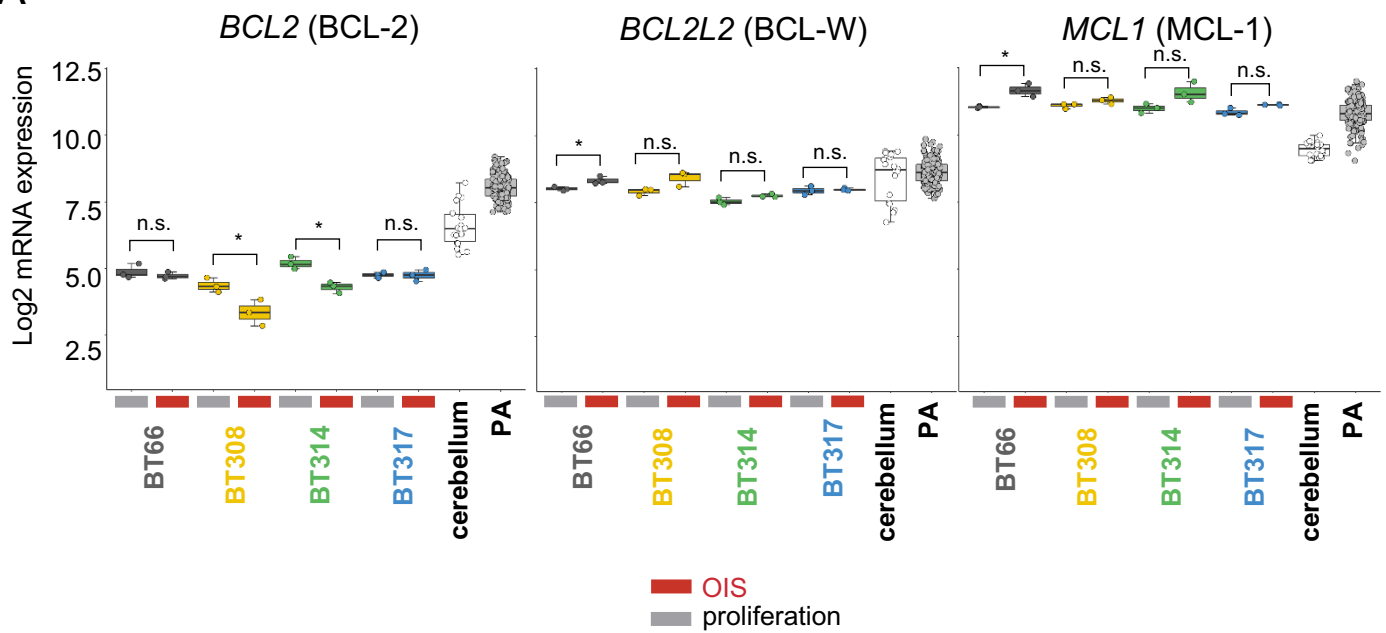 BCL2 (BCL-2)
BCL2L2 (BCL-W)
MCL1 (MCL-1)
Log2 mRNA expression
12.5
10.0
7.5
5.0
2.5
n.s.
*
*
n.s.
*
n.s.
n.s.
n.s.
*
n.s.
n.s.
n.s.
BT66
BT308
BT314
BT317
cerebellum
PA
BT66
BT308
BT314
BT317
cerebellum
PA
BT66
BT308
BT314
BT317
cerebellum
PA
OIS
proliferation